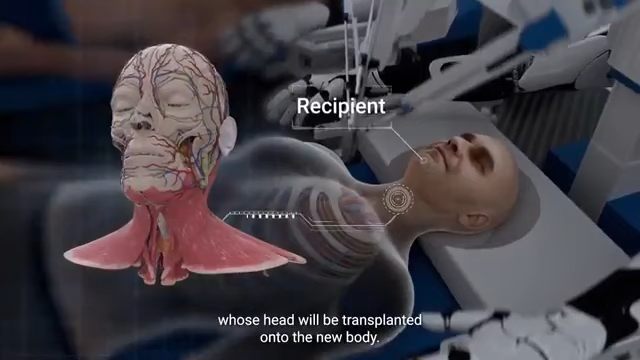 Recipient
whose head will be transplanted
onto the new body.